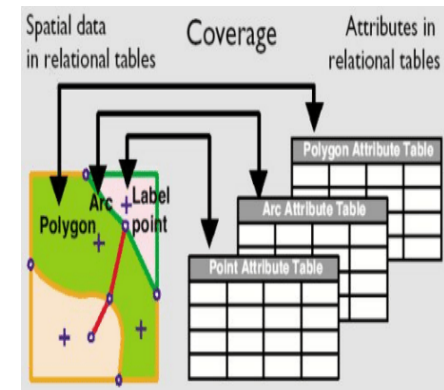 Spatial data
in relational tables
Coverage
Attributes in
relational tables
Polygon Attribute Table
Arc Attribute Table
Point Attribute Table
Arc
Label
Polygon
point